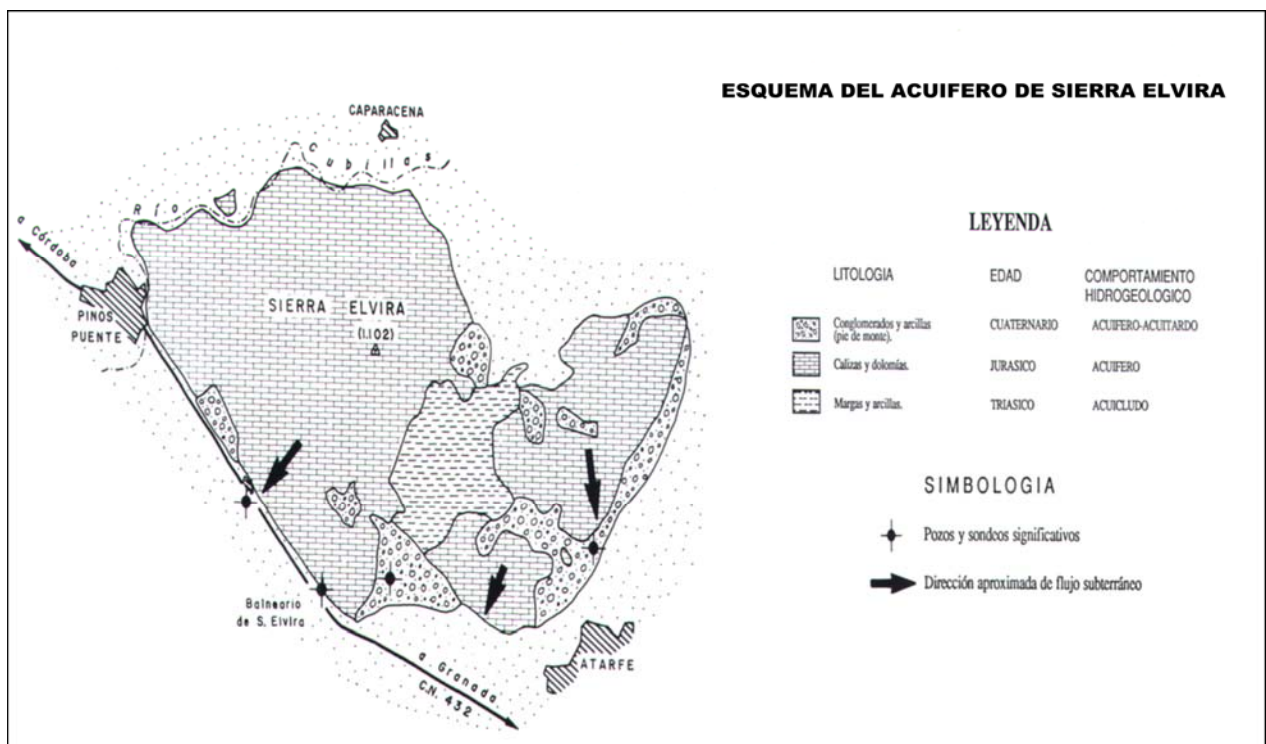 ESQUEMA DEL ACUIFERO DE SIERRA ELVIRA
CAPARACENA
Río Cubillas
a Córdoba
PINOS
PUENTE
SIERRA ELVIRA
(1.102)
Balneario
de S. Elvira
a Granada
C.N. 432
ATARFE
LEYENDA
LITOLOGIA EDAD COMPORTAMIENTO
HIDROGEOLOGICO
Conglomerados y arcillas CUATERNARIO ACUIFERO-ACUITARDO
(pie de monte).
Calizas y dolomías. JURASICO ACUIFERO
Margas y arcillas. TRIASICO ACUICLUDO
SIMBOLOGIA
Pozos y sondeos significativos
Dirección aproximada de flujo subterráneo